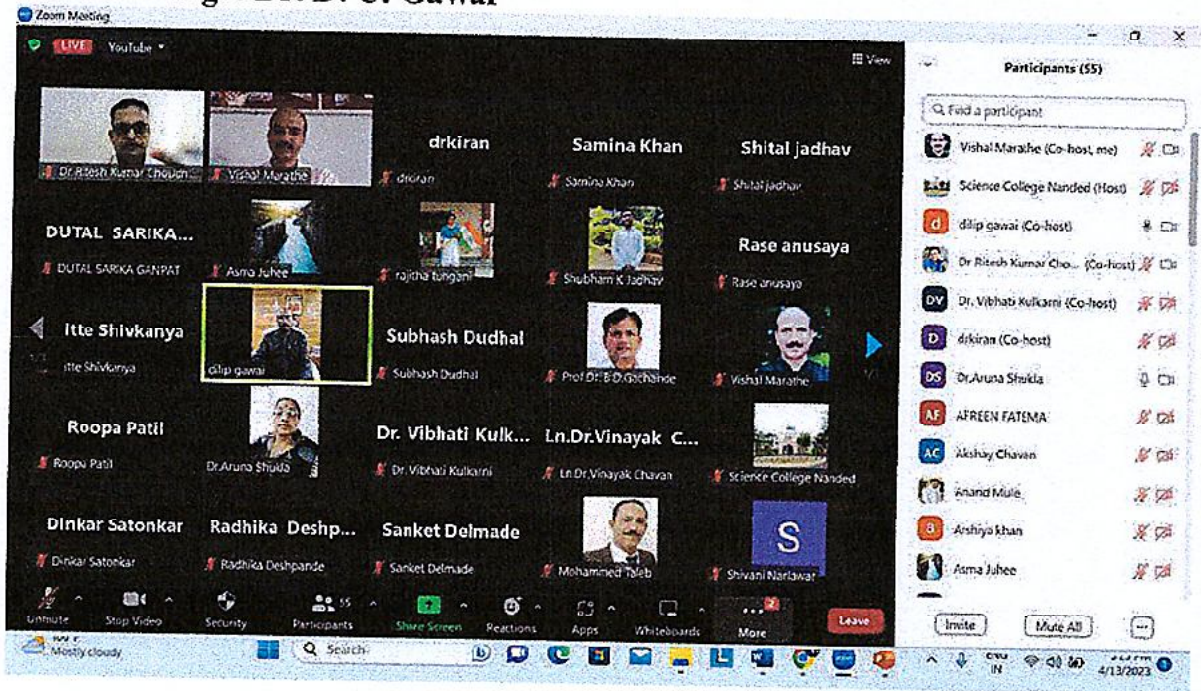 Zoom Meeting
LIVE YouTube
View
Participants (55)
Find a participant
drkiran
Samina Khan
Shital jadhav
Dr. Ritesh Kumar Choudh...
Vishal Marathe
drkiran
Samina Khan
Shital jadhav
DUTAL SARIKA...
Rase anusaya
DUTAL SARIKA GANPAT
Asma Juhee
rajitha tungani
Shubham K Jadhav
Rase anusaya
Itte Shivkanya
Subhash Dudhal
Itte Shivkanya
dilip gawai
Subhash Dudhal
Prof Dr. B.D.Gachande
Vishal Marathe
Roopa Patil
Dr. Vibhati Kulk...
Ln.Dr.Vinayak C...
Roopa Patil
Dr.Aruna Shukla
Dr. Vibhati Kulkarni
Ln.Dr.Vinayak Chavan
Science College Nanded
Dinkar Satonkar
Radhika Deshp...
Sanket Delmade
S
Dinkar Satonkar
Radhika Deshpande
Sanket Delmade
Mohammed Taleb
Shivani Narlawar
Vishal Marathe (Co-host, me)
Science College Nanded (Host)
d dilip gawai (Co-host)
Dr Ritesh Kumar Cho... (Co-host)
DV Dr. Vibhati Kulkarni (Co-host)
D drkiran (Co-host)
DS Dr.Aruna Shukla
AF AFREEN FATEMA
AC Akshay Chavan
Anand Mule
Arshiya khan
Asma Juhee
Unmute Stop Video Security Participants 55 Share Screen Reactions Apps Whiteboards More 2 Leave
Invite Mute All ...
Mostly cloudy
Search
IN
4/13/2023